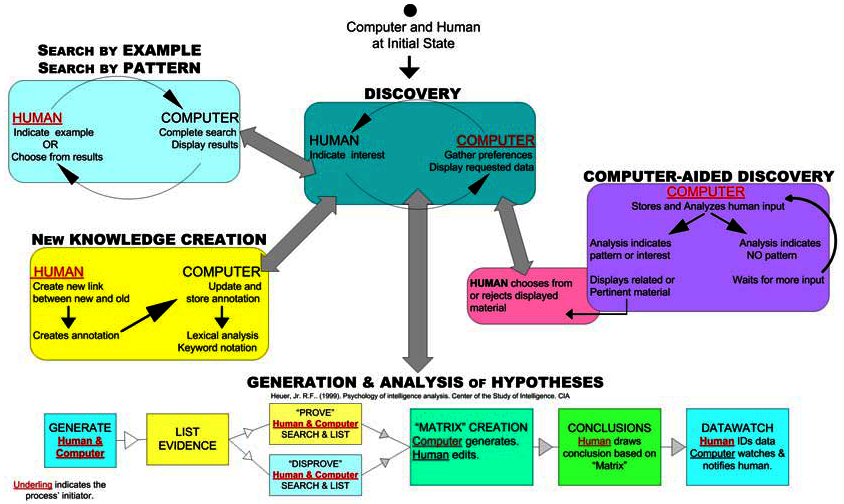 Computer and Human
at Initial State
SEARCH BY EXAMPLE
SEARCH BY PATTERN
HUMAN
Indicate example
OR
Choose from results
COMPUTER
Complete search
Display results
DISCOVERY
HUMAN
Indicate interest
COMPUTER
Gather preferences
Display requested data
COMPUTER-AIDED DISCOVERY
COMPUTER
Stores and Analyzes human input
Analysis indicates
pattern or interest
Displays related or
Pertinent material
Analysis indicates
NO pattern
Waits for more input
HUMAN chooses from
or rejects displayed
material
NEW KNOWLEDGE CREATION
HUMAN
Create new link
between new and old
Creates annotation
COMPUTER
Update and
store annotation
Lexical analysis
Keyword notation
GENERATION & ANALYSIS OF HYPOTHESES
Heuer, Jr. R.F.. (1999). Psychology of intelligence analysis. Center of the Study of Intelligence. CIA
GENERATE
Human &
Computer
LIST
EVIDENCE
"PROVE"
Human & Computer
SEARCH & LIST
"DISPROVE"
Human & Computer
SEARCH & LIST
"MATRIX" CREATION
Computer generates.
Human edits.
CONCLUSIONS
Human draws
conclusion based on
"Matrix"
DATAWATCH
Human IDs data
Computer watches &
notifies human.
Underling indicates the
process' initiator.